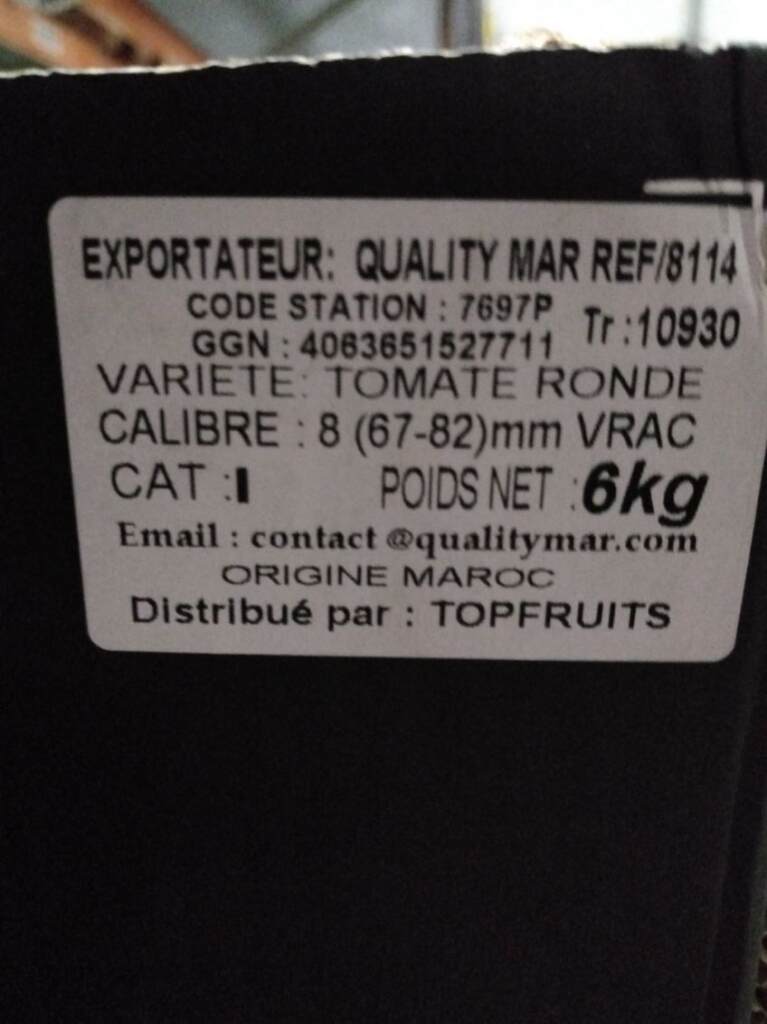 EXPORTATEUR: QUALITY MAR REF/8114
CODE STATION : 7697P
Tr :10930
GGN : 4063651527711
VARIETE: TOMATE RONDE
CALIBRE : 8 (67-82)mm VRAC
CAT :I POIDS NET :6kg
Email : contact @qualitymar.com
ORIGINE MAROC
Distribué par : TOPFRUITS